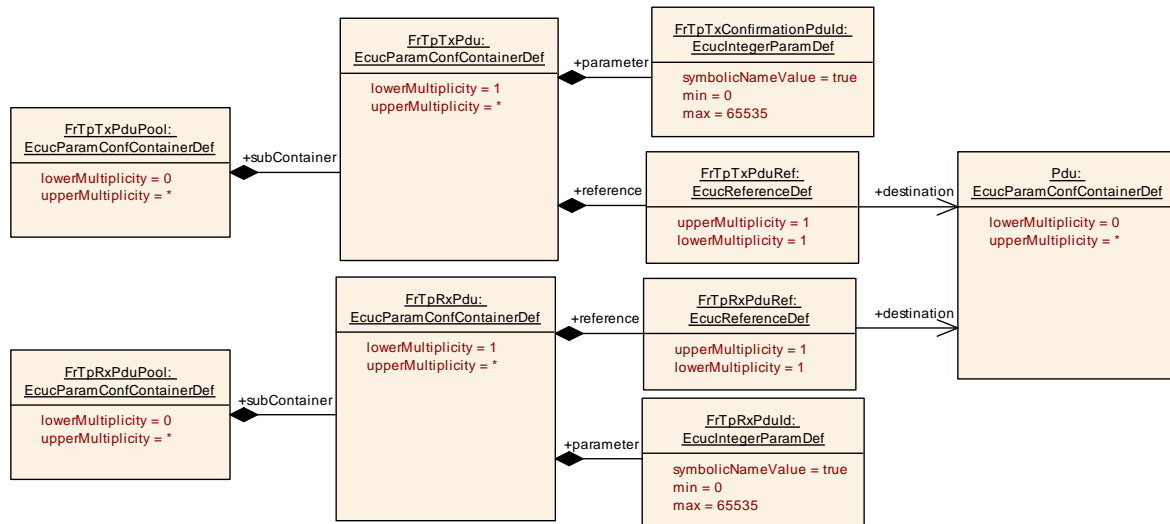 FrTpTxPduPool:
EcucParamConfContainerDef
lowerMultiplicity = 0
upperMultiplicity = *
+subContainer
FrTpTxPdu:
EcucParamConfContainerDef
lowerMultiplicity = 1
upperMultiplicity = *
+parameter
FrTpTxConfirmationPduId:
EcucIntegerParamDef
symbolicNameValue = true
min = 0
max = 65535
+reference
FrTpTxPduRef:
EcucReferenceDef
upperMultiplicity = 1
lowerMultiplicity = 1
+destination
Pdu:
EcucParamConfContainerDef
lowerMultiplicity = 0
upperMultiplicity = *
FrTpRxPduPool:
EcucParamConfContainerDef
lowerMultiplicity = 0
upperMultiplicity = *
+subContainer
FrTpRxPdu:
EcucParamConfContainerDef
lowerMultiplicity = 1
upperMultiplicity = *
+reference
FrTpRxPduRef:
EcucReferenceDef
upperMultiplicity = 1
lowerMultiplicity = 1
+destination
+parameter
FrTpRxPduId:
EcucIntegerParamDef
symbolicNameValue = true
min = 0
max = 65535